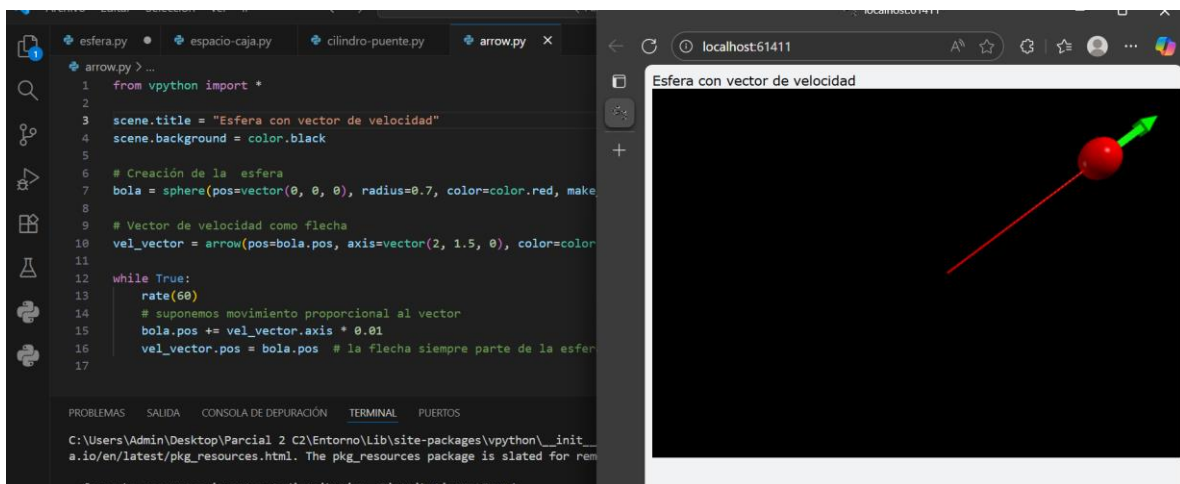 esfera.py
espacio-caja.py
cilindro-puente.py
arrow.py
arrow.py > ...
1 from vpython import *
2
3 scene.title = "Esfera con vector de velocidad"
4 scene.background = color.black
5
6 # Creación de la esfera
7 bola = sphere(pos=vector(0, 0, 0), radius=0.7, color=color.red, make_
8
9 # Vector de velocidad como flecha
10 vel_vector = arrow(pos=bola.pos, axis=vector(2, 1.5, 0), color=color
11
12 while True:
13 rate(60)
14 # suponemos movimiento proporcional al vector
15 bola.pos += vel_vector.axis * 0.01
16 vel_vector.pos = bola.pos # la flecha siempre parte de la esfer
17
PROBLEMAS SALIDA CONSOLA DE DEPURACIÓN TERMINAL PUERTOS
C:\Users\Admin\Desktop\Parcial 2 C2\Entorno\Lib\site-packages\vpython\__init__
a.io/en/latest/pkg_resources.html. The pkg_resources package is slated for rem
localhost:61411
Esfera con vector de velocidad